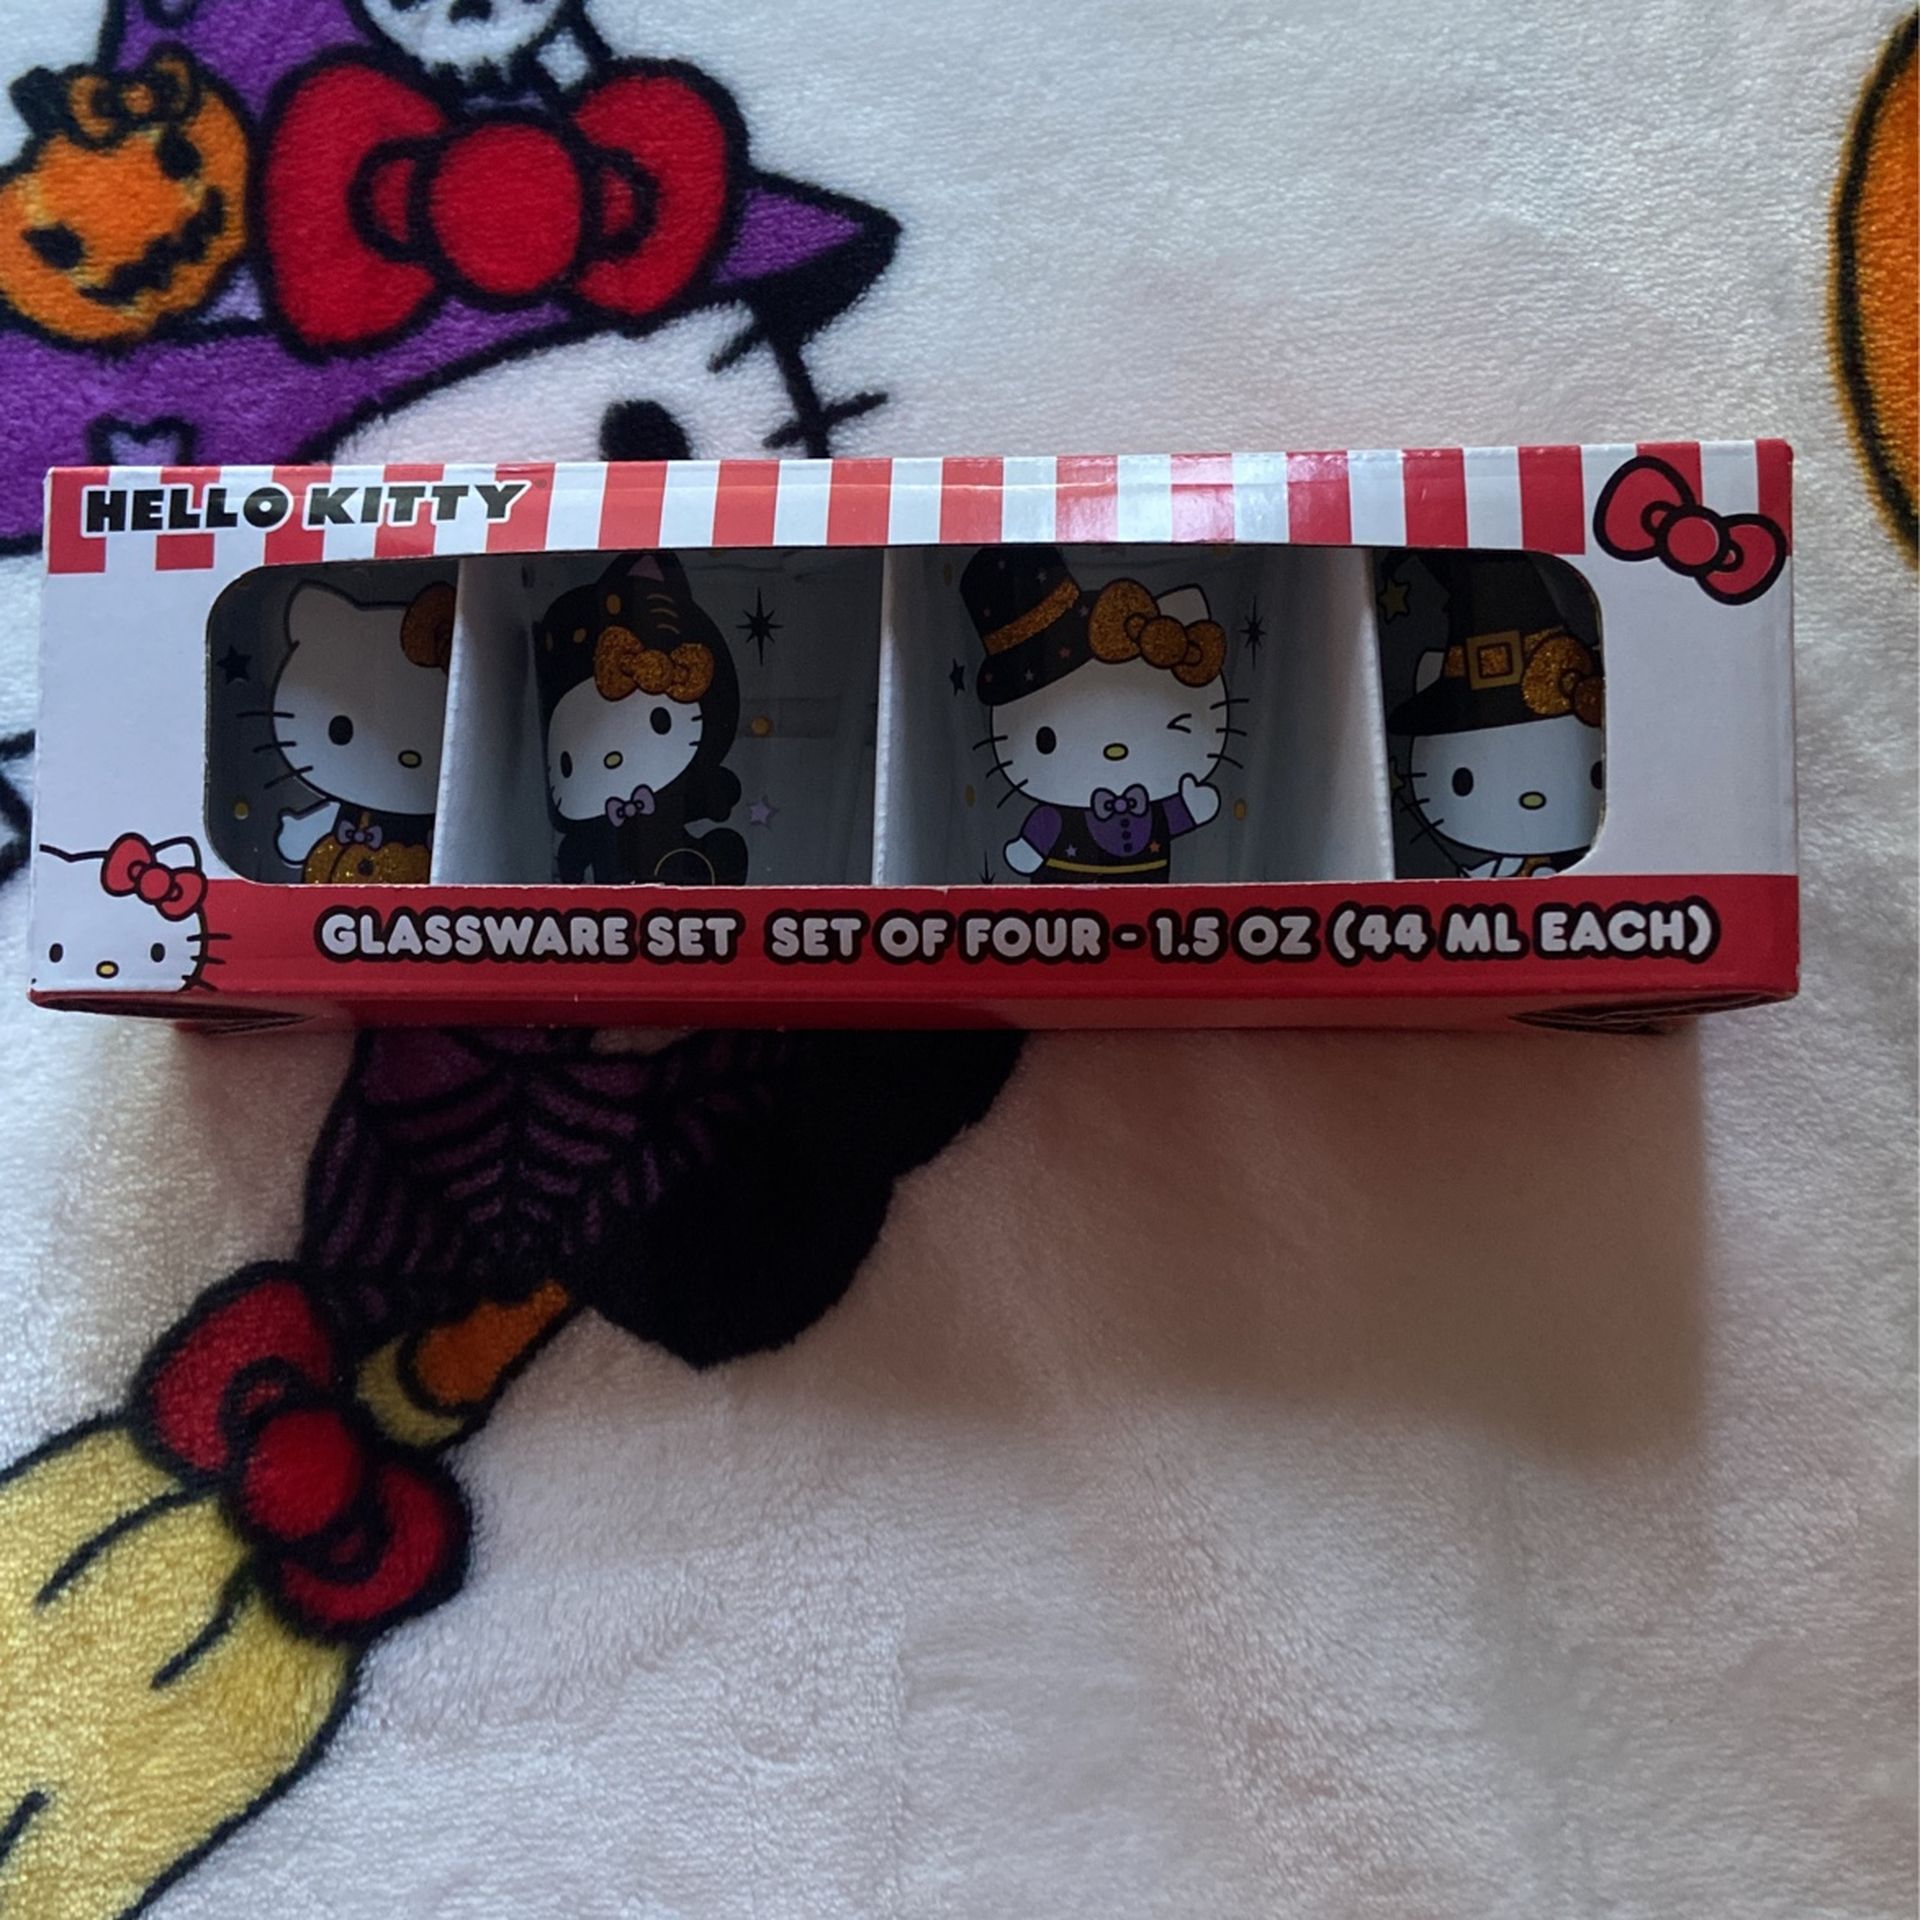 HELLO KITTY
GLASSWARE SET SET OF FOUR - 1.5 OZ (44 ML EACH)